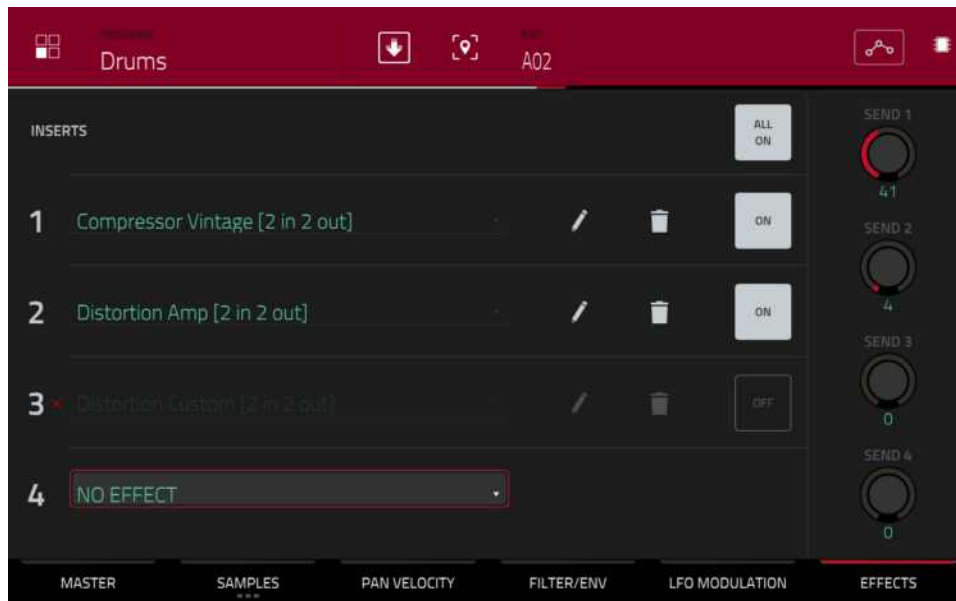 PROGRAM
Drums
PAD
A02
INSERTS
ALL
ON
SEND 1
41
1
Compressor Vintage [2 in 2 out]
ON
SEND 2
4
2
Distortion Amp [2 in 2 out]
ON
SEND 3
0
3
Distortion Custom [2 in 2 out]
OFF
SEND 4
0
4
NO EFFECT
MASTER
SAMPLES
PAN VELOCITY
FILTER/ENV
LFO MODULATION
EFFECTS